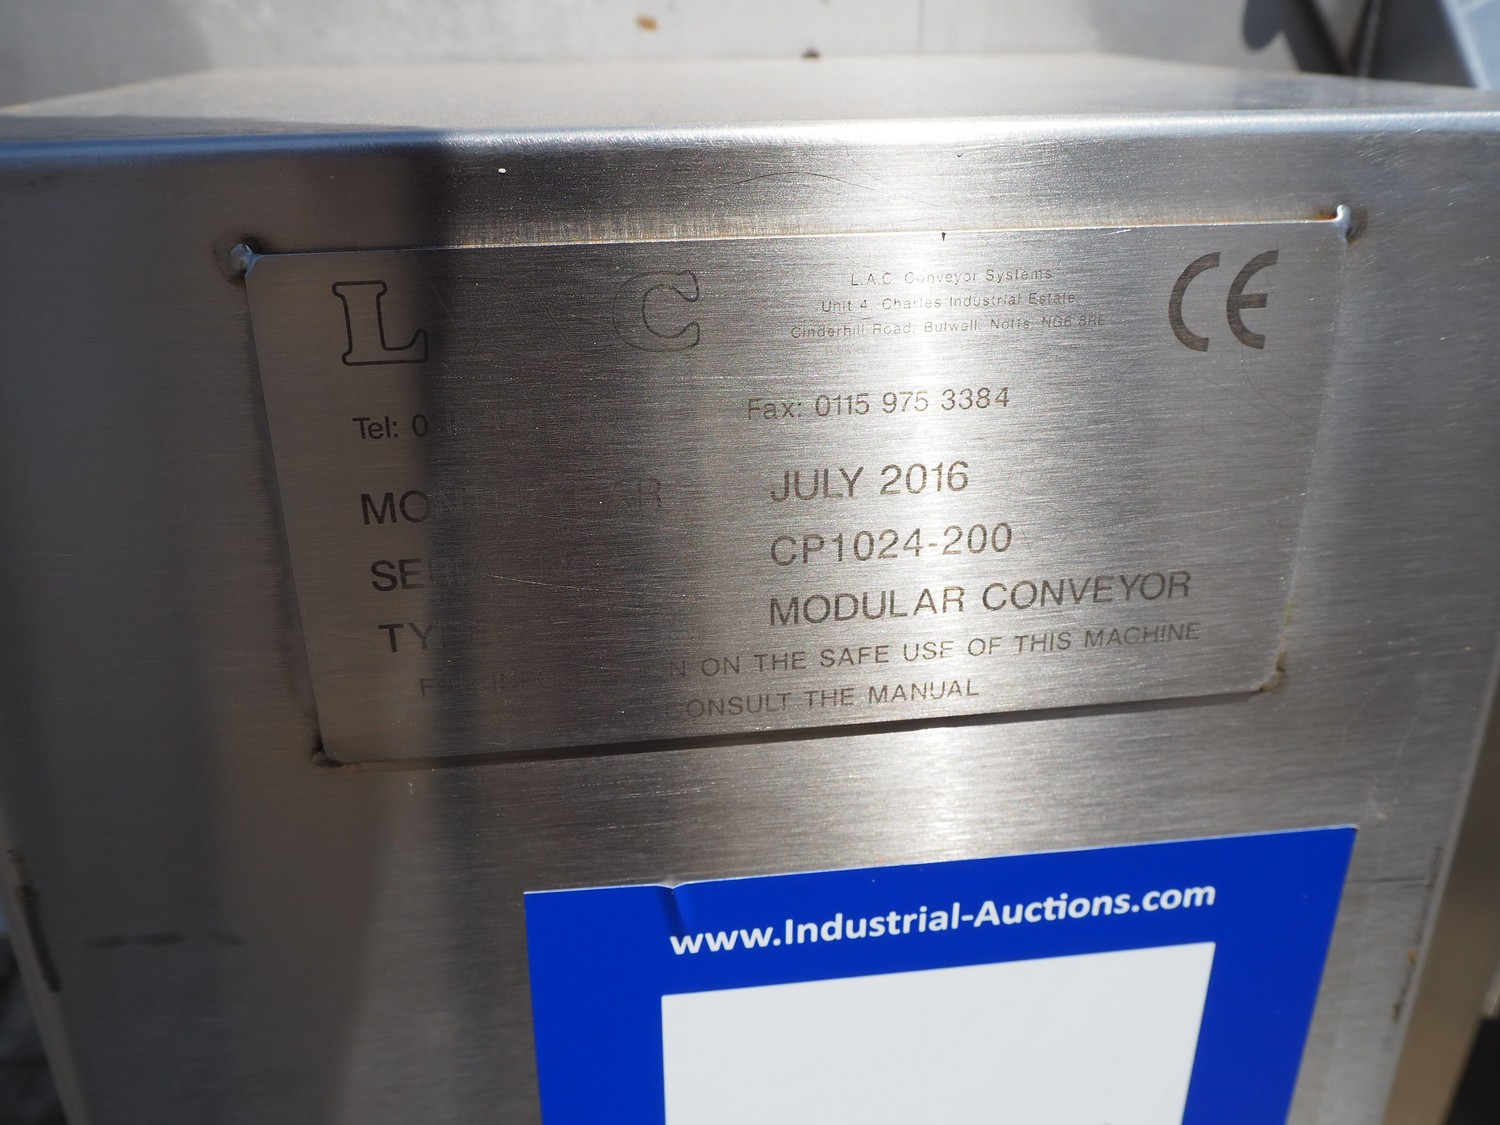 L C
L.A.C. Conveyor Systems
Unit 4, Charles Industrial Estate
Cinderhill Road, Bulwell, Notts. NG6 8RE
CE
Tel:
Fax: 0115 975 3384
JULY 2016
CP1024-200
MODULAR CONVEYOR
ON THE SAFE USE OF THIS MACHINE
CONSULT THE MANUAL
www.Industrial-Auctions.com